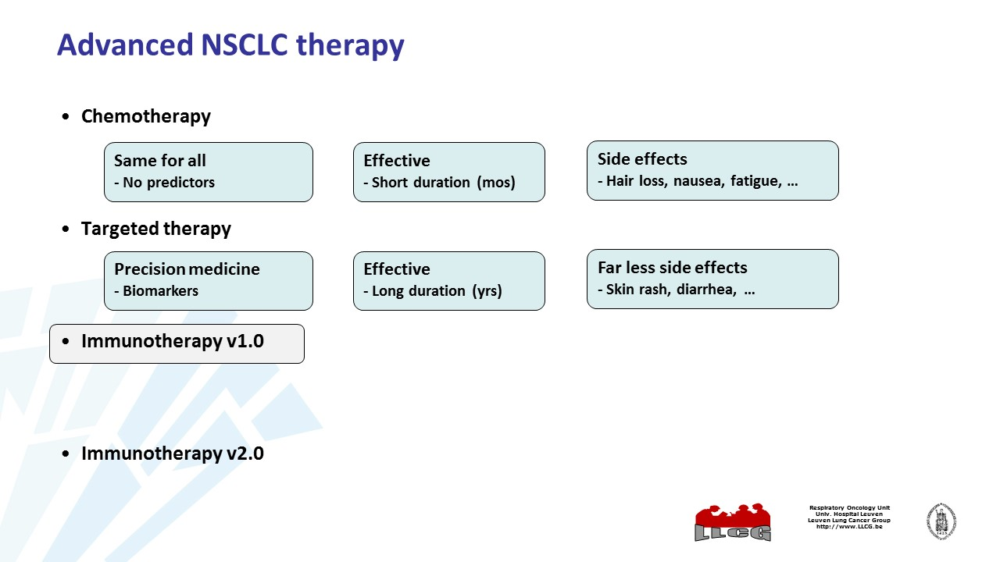 Advanced NSCLC therapy
• Chemotherapy
Same for all
- No predictors
Effective
- Short duration (mos)
Side effects
- Hair loss, nausea, fatigue, …
• Targeted therapy
Precision medicine
- Biomarkers
Effective
- Long duration (yrs)
Far less side effects
- Skin rash, diarrhea, …
• Immunotherapy v1.0
• Immunotherapy v2.0
LLCG
Respiratory Oncology Unit
Univ. Hospital Leuven
Leuven Lung Cancer Group
http://www.LLCG.be